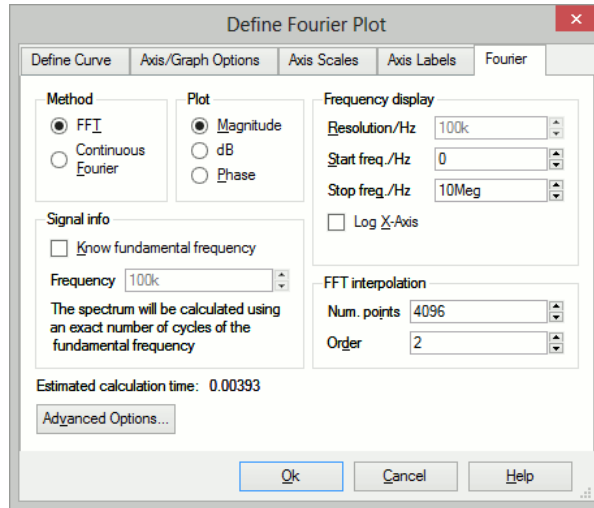 Define Fourier Plot
Define Curve
Axis/Graph Options
Axis Scales
Axis Labels
Fourier
Method
FFT
Continuous
Fourier
Plot
Magnitude
dB
Phase
Frequency display
Resolution/Hz 100k
Start freq./Hz 0
Stop freq./Hz 10Meg
Log X-Axis
Signal info
Know fundamental frequency
Frequency 100k
The spectrum will be calculated using
an exact number of cycles of the
fundamental frequency
FFT interpolation
Num. points 4096
Order 2
Estimated calculation time: 0.00393
Advanced Options...
Ok
Cancel
Help